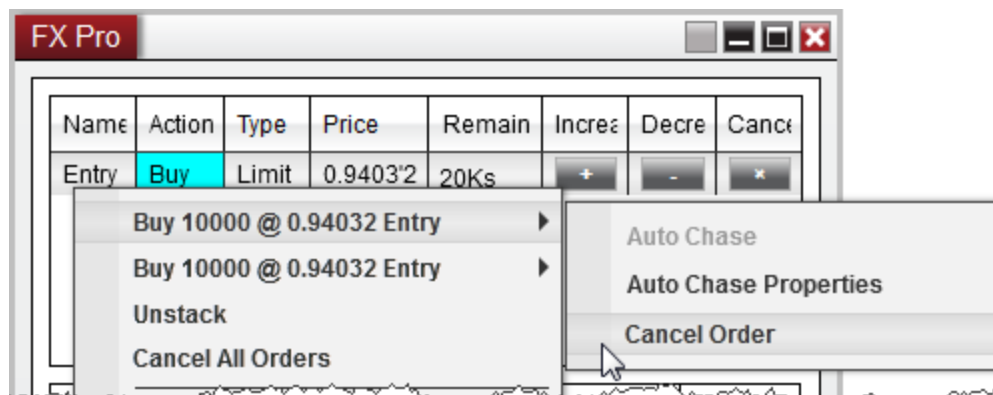 FX Pro
Name Action Type Price Remain Increa Decre Cance
Entry Buy Limit 0.9403'2 20Ks + - ×
Buy 10000 @ 0.94032 Entry
Buy 10000 @ 0.94032 Entry
Unstack
Cancel All Orders
Auto Chase
Auto Chase Properties
Cancel Order